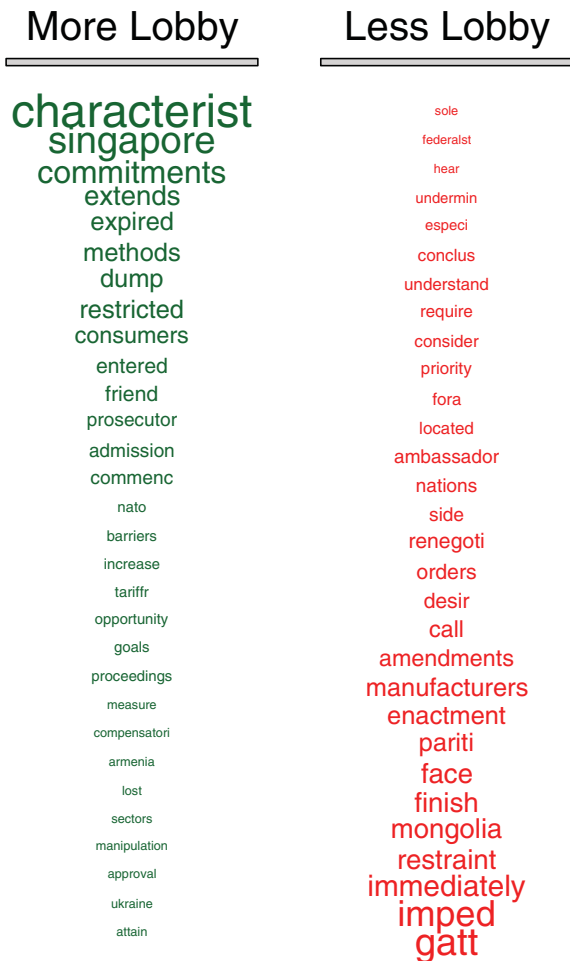 More Lobby
characterist
singapore
commitments
extends
expired
methods
dump
restricted
consumers
entered
friend
prosecutor
admission
commenc
nato
barriers
increase
tariffr
opportunity
goals
proceedings
measure
compensatori
armenia
lost
sectors
manipulation
approval
ukraine
attain
Less Lobby
sole
federalst
hear
undermin
especi
conclus
understand
require
consider
priority
fora
located
ambassador
nations
side
renegoti
orders
desir
call
amendments
manufacturers
enactment
pariti
face
finish
mongolia
restraint
immediately
imped
gatt